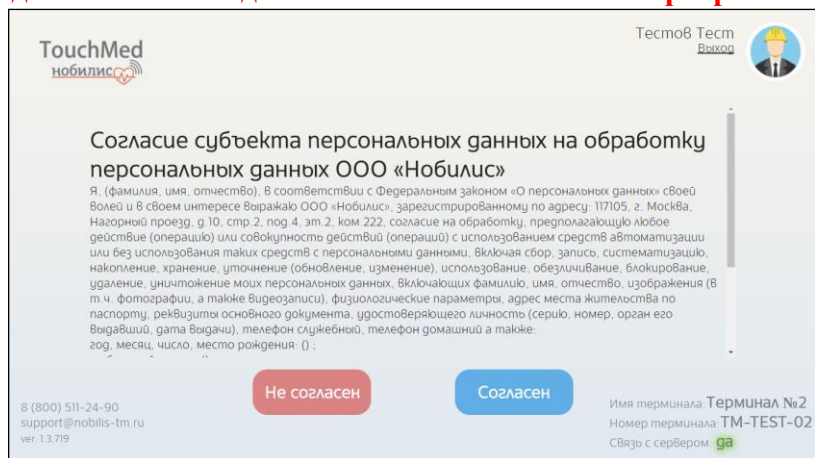 TouchMed
нобилис
Тестов Тест
Выход
Согласие субъекта персональных данных на обработку
персональных данных ООО «Нобилис»
Я, (фамилия, имя, отчество), в соответствии с Федеральным законом «О персональных данных» своей
волей и в своем интересе выражаю ООО «Нобилис», зарегистрированному по адресу: 117105, г. Москва,
Нагорный проезд, д.10, стр.2, под.4, эт.2, ком.222, согласие на обработку, предполагающую любое
действие (операцию) или совокупность действий (операций) с использованием средств автоматизации
или без использования таких средств с персональными данными, включая сбор, запись, систематизацию,
накопление, хранение, уточнение (обновление, изменение), использование, обезличивание, блокирование,
удаление, уничтожение моих персональных данных, включающих фамилию, имя, отчество, изображения (в
т.ч. фотографии, а также видеозаписи), физиологические параметры, адрес места жительства по
паспорту, реквизиты основного документа, удостоверяющего личность (серию, номер, орган его
выдавший, дата выдачи), телефон служебный, телефон домашний а также:
год, месяц, число, место рождения: () ;
Не согласен
Согласен
8 (800) 511-24-90
support@nobilis-tm.ru
ver. 1.3.719
Имя терминала: Терминал №2
Номер терминала: TM-TEST-02
Связь с сервером: да